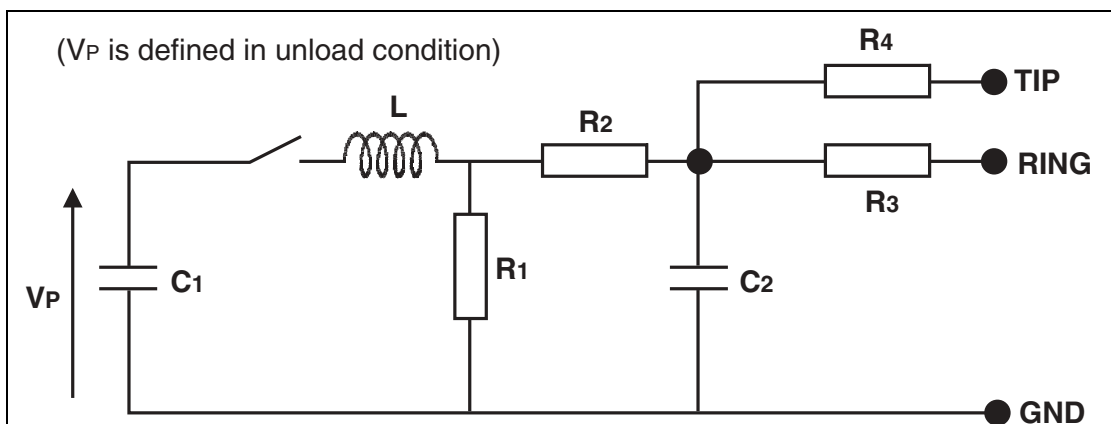 (VP is defined in unload condition)
R4
TIP
L
R2
RING
R3
R1
C1
C2
VP
GND